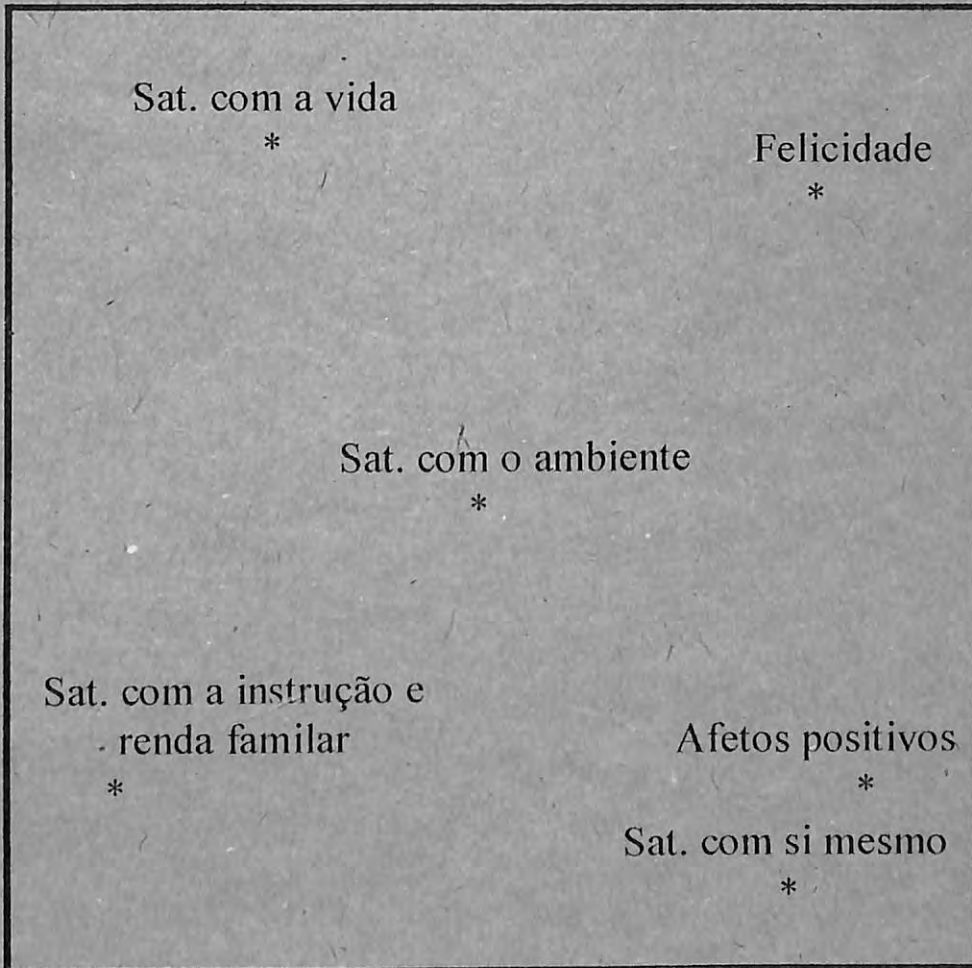 Sat. com a vida
*
Felicidade
*
Sat. com o ambiente
*
Sat. com a instrução e
renda familar
*
Afetos positivos
*
Sat. com si mesmo
*